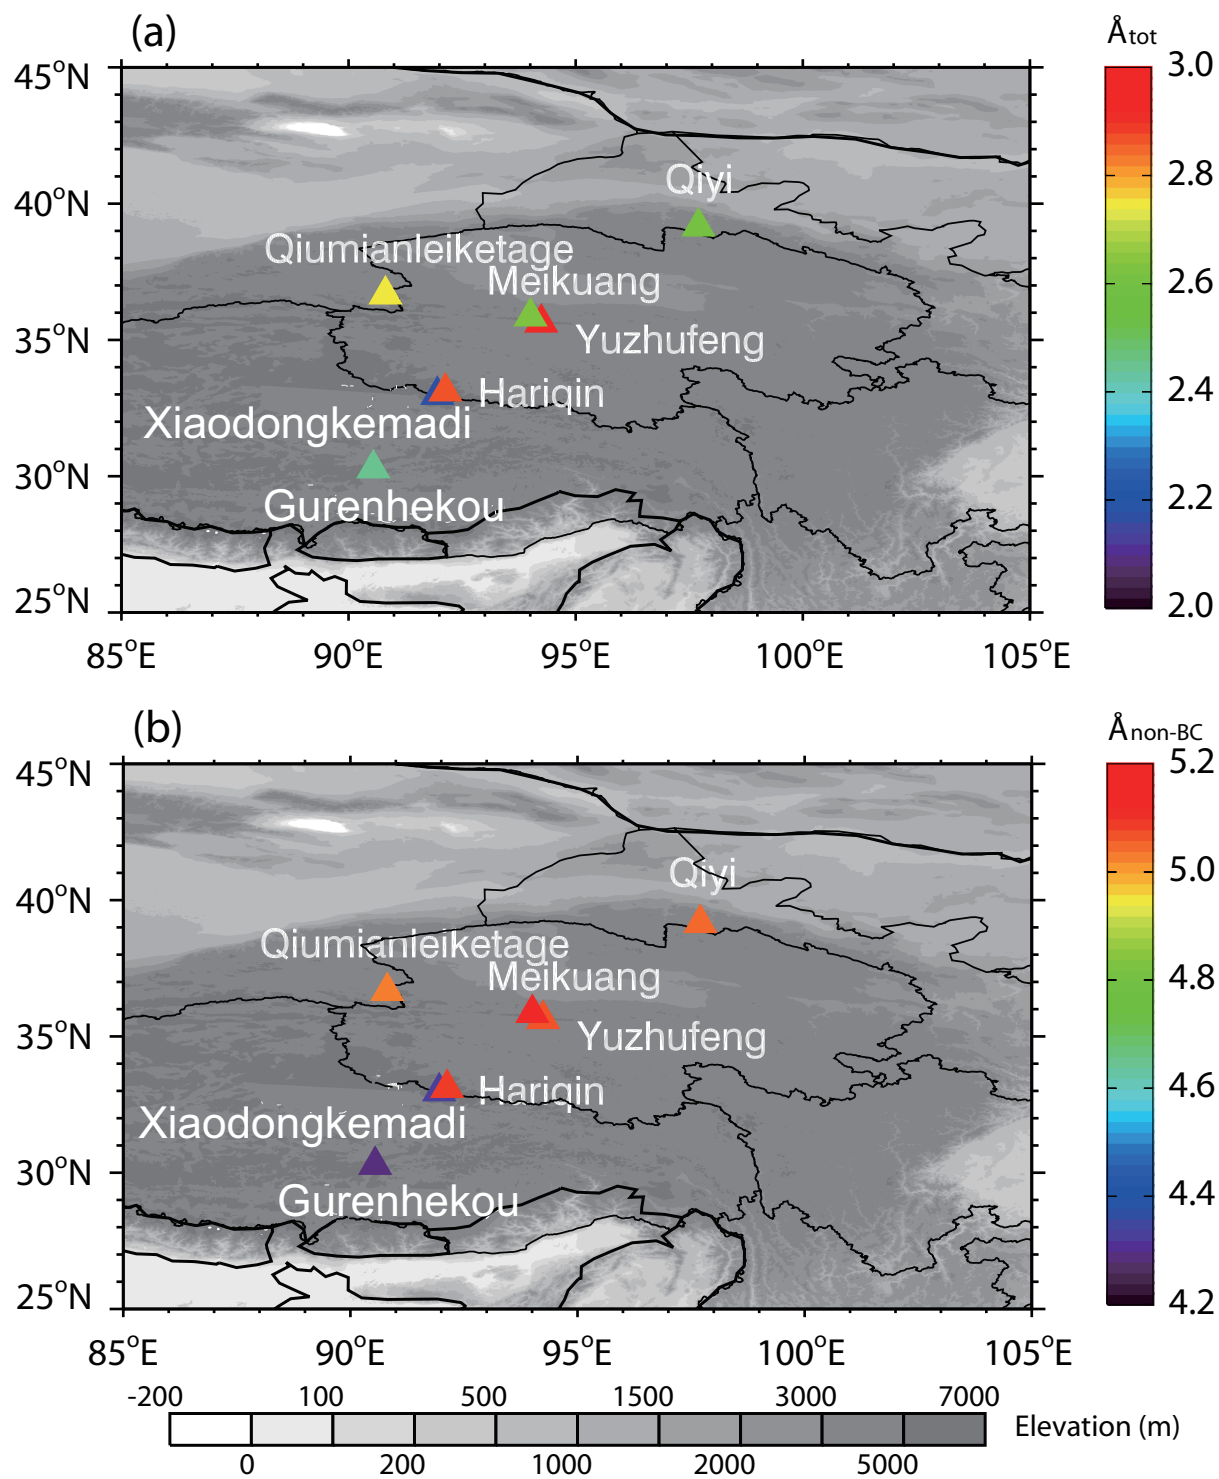 (a)
Åtot
45°N
40°N
35°N
30°N
25°N
85°E 90°E 95°E 100°E 105°E
Qiyi
Qiumianleiketage
Meikuang
Yuzhufeng
Hariqin
Xiaodongkemadi
Gurenhekou
3.0
2.8
2.6
2.4
2.2
2.0
(b)
Ånon-BC
45°N
40°N
35°N
30°N
25°N
85°E 90°E 95°E 100°E 105°E
Qiyi
Qiumianleiketage
Meikuang
Yuzhufeng
Hariqin
Xiaodongkemadi
Gurenhekou
5.2
5.0
4.8
4.6
4.4
4.2
-200 100 500 1500 3000 7000
Elevation (m)
0 200 1000 2000 5000